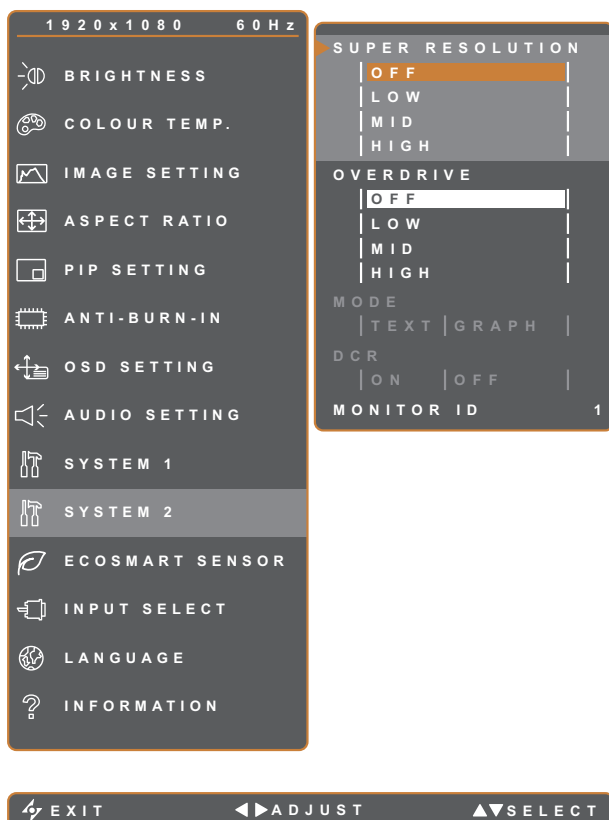 1920x1080 60Hz
BRIGHTNESS
COLOUR TEMP.
IMAGE SETTING
ASPECT RATIO
PIP SETTING
ANTI-BURN-IN
OSD SETTING
AUDIO SETTING
SYSTEM 1
SYSTEM 2
ECOSMART SENSOR
INPUT SELECT
LANGUAGE
INFORMATION
SUPER RESOLUTION
OFF
LOW
MID
HIGH
OVERDRIVE
OFF
LOW
MID
HIGH
MODE
TEXT GRAPH
DCR
ON OFF
MONITOR ID 1
EXIT ADJUST SELECT